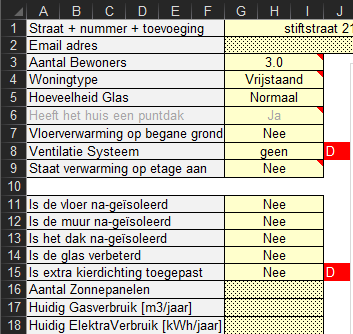 A B C D E F G H I J
1 Straat + nummer + toevoeging stiftstraat 21
2 Email adres
3 Aantal Bewoners 3.0
4 Woningtype Vrijstaand
5 Hoeveelheid Glas Normaal
6 Heeft het huis een puntdak Ja
7 Vloerverwarming op begane grond Nee
8 Ventilatie Systeem geen D
9 Staat verwarming op etage aan Nee
10
11 Is de vloer na-geïsoleerd Nee
12 Is de muur na-geïsoleerd Nee
13 Is het dak na-geïsoleerd Nee
14 Is de glas verbeterd Nee
15 Is extra kierdichting toegepast Nee D
16 Aantal Zonnepanelen
17 Huidig Gasverbruik [m3/jaar]
18 Huidig ElektraVerbruik [kWh/jaar]